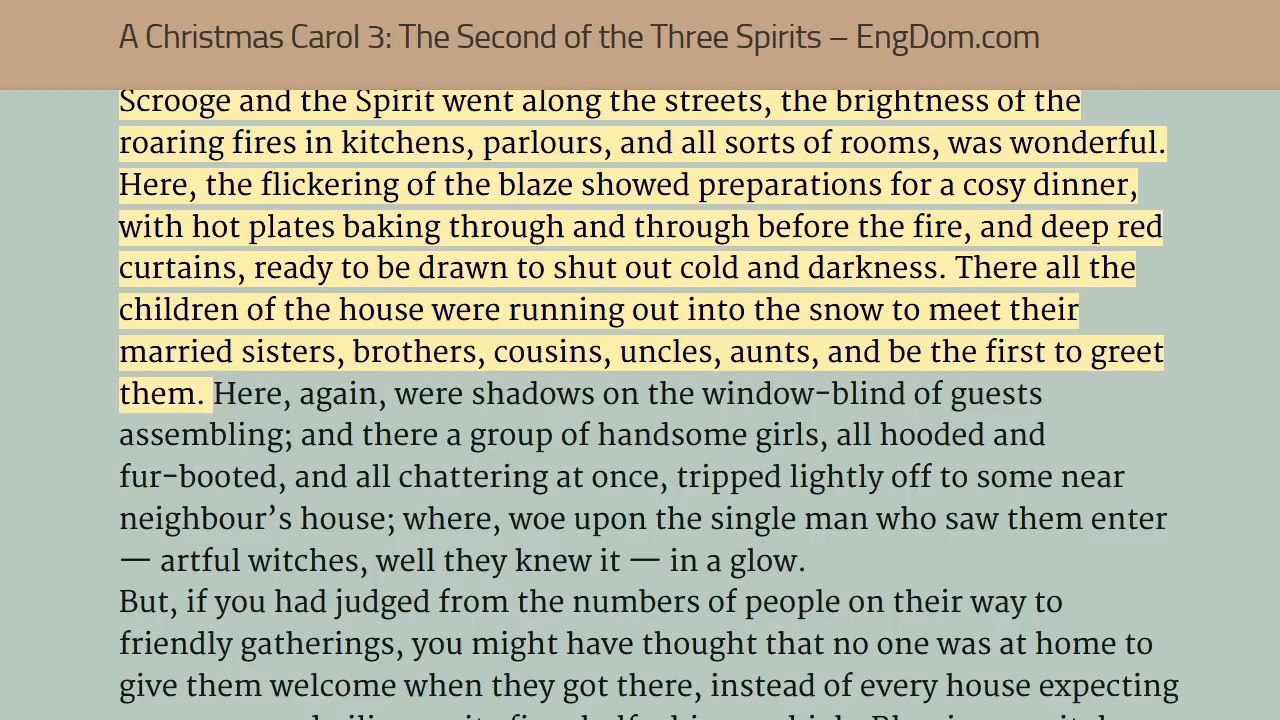 A Christmas Carol 3: The Second of the Three Spirits – EngDom.com
Scrooge and the Spirit went along the streets, the brightness of the
roaring fires in kitchens, parlours, and all sorts of rooms, was wonderful.
Here, the flickering of the blaze showed preparations for a cosy dinner,
with hot plates baking through and through before the fire, and deep red
curtains, ready to be drawn to shut out cold and darkness. There all the
children of the house were running out into the snow to meet their
married sisters, brothers, cousins, uncles, aunts, and be the first to greet
them. Here, again, were shadows on the window-blind of guests
assembling; and there a group of handsome girls, all hooded and
fur-booted, and all chattering at once, tripped lightly off to some near
neighbour’s house; where, woe upon the single man who saw them enter
— artful witches, well they knew it — in a glow.
But, if you had judged from the numbers of people on their way to
friendly gatherings, you might have thought that no one was at home to
give them welcome when they got there, instead of every house expecting